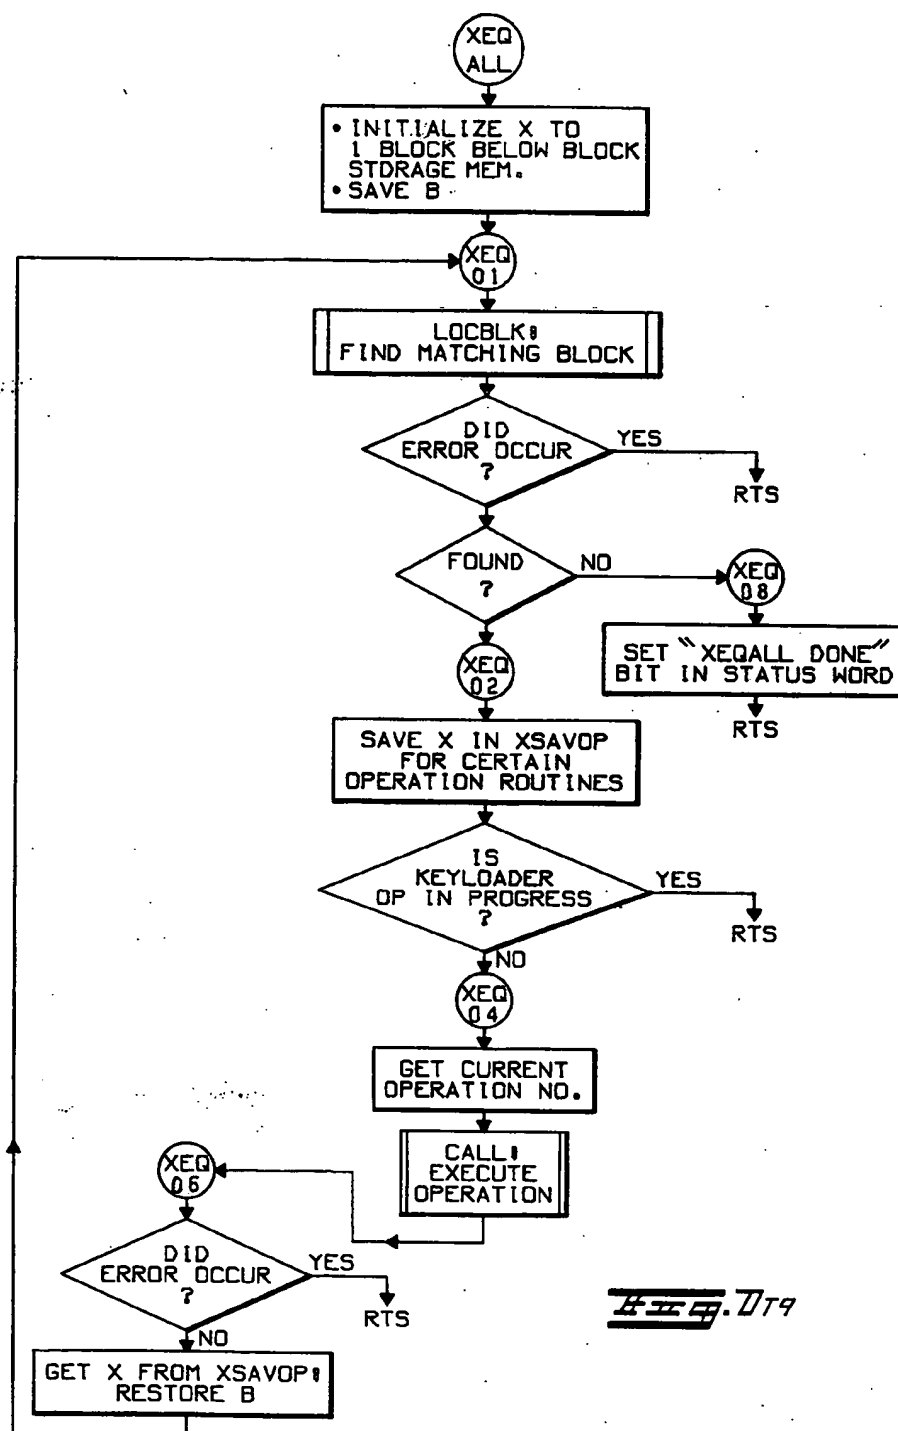 XEQ
ALL
• INITIALIZE X TO
1 BLOCK BELOW BLOCK
STORAGE MEM.
• SAVE B
XEQ
01
LOCBLK:
FIND MATCHING BLOCK
DID
ERROR OCCUR
?
YES
RTS
FOUND
?
NO
XEQ
08
SET "XEQALL DONE"
BIT IN STATUS WORD
RTS
XEQ
02
SAVE X IN XSAVOP
FOR CERTAIN
OPERATION ROUTINES
IS
KEYLOADER
OP IN PROGRESS
?
YES
RTS
NO
XEQ
04
GET CURRENT
OPERATION NO.
CALL:
EXECUTE
OPERATION
XEQ
06
DID
ERROR OCCUR
?
YES
RTS
NO
GET X FROM XSAVOP:
RESTORE B
Fig. D79